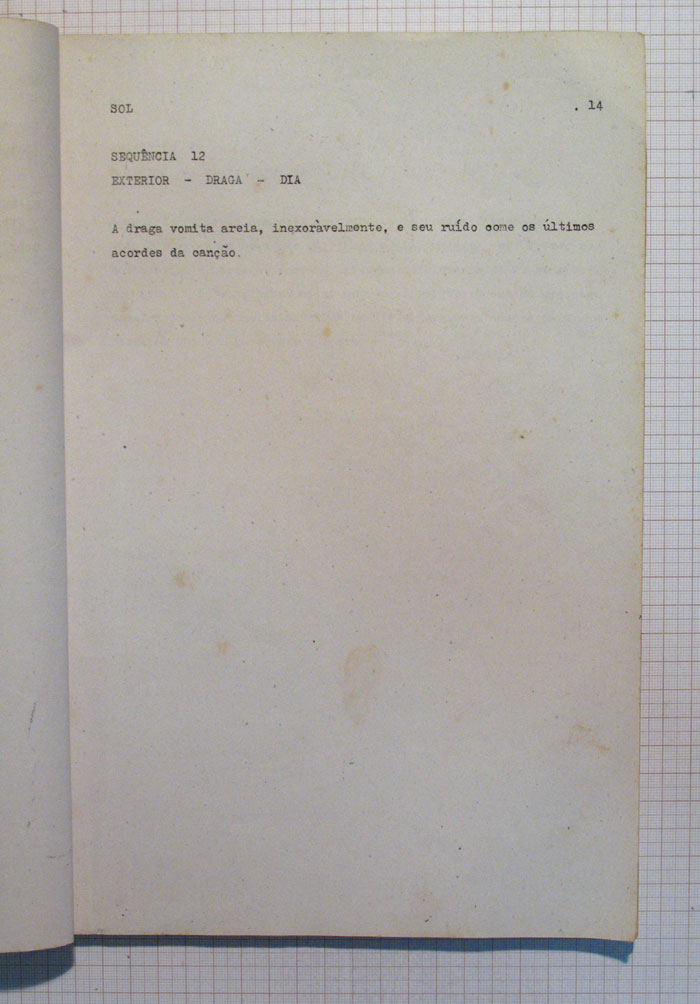 SOL . 14
SEQUÊNCIA 12
EXTERIOR - DRAGA - DIA
A draga vomita areia, inexoràvelmente, e seu ruído come os últimos
acordes da canção.